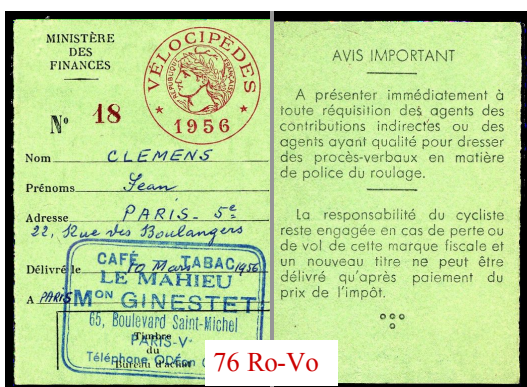 MINISTÈRE
DES
FINANCES
VÉLOCIPÈDES
RÉPUBLIQUE FRANÇAISE
★ 1956 ★
Nº 18
Nom CLEMENS
Prénoms Jean
Adresse PARIS - 5e
22, Rue des Boulangers
Délivré le 10 Mars 1956
A PARIS
CAFÉ TABAC
LE MAHIEU
MON GINESTET
65, Boulevard Saint-Michel
PARIS-V
Téléphone ODÉon
Timbre
du
Bureau d'achat
AVIS IMPORTANT
A présenter immédiatement à
toute réquisition des agents des
contributions indirectes ou des
agents ayant qualité pour dresser
des procès-verbaux en matière
de police du roulage.
La responsabilité du cycliste
reste engagée en cas de perte ou
de vol de cette marque fiscale et
un nouveau titre ne peut être
délivré qu'après paiement du
prix de l'impôt.
76 Ro-Vo